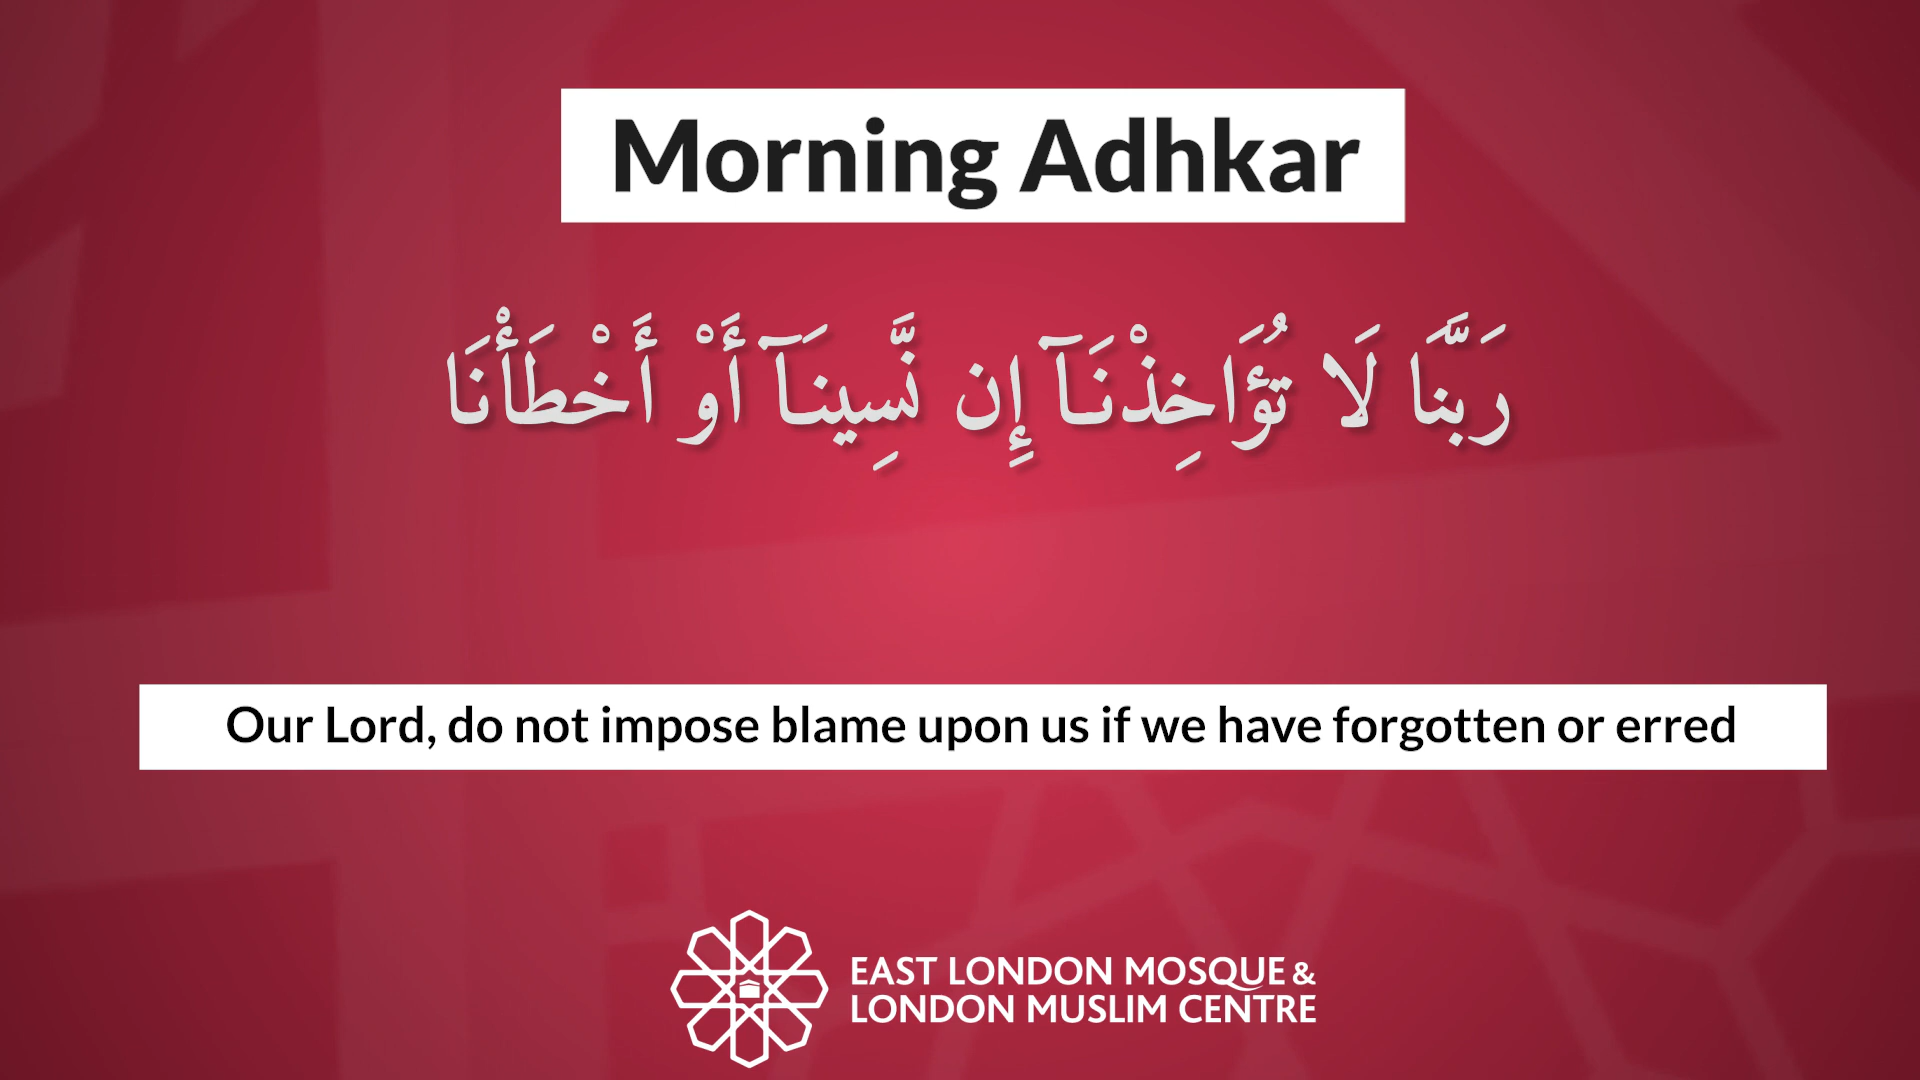 Morning Adhkar
رَبَّنَا لَا تُؤَاخِذْنَآ إِن نَّسِينَآ أَوْ أَخْطَأْنَا
Our Lord, do not impose blame upon us if we have forgotten or erred
EAST LONDON MOSQUE &
LONDON MUSLIM CENTRE